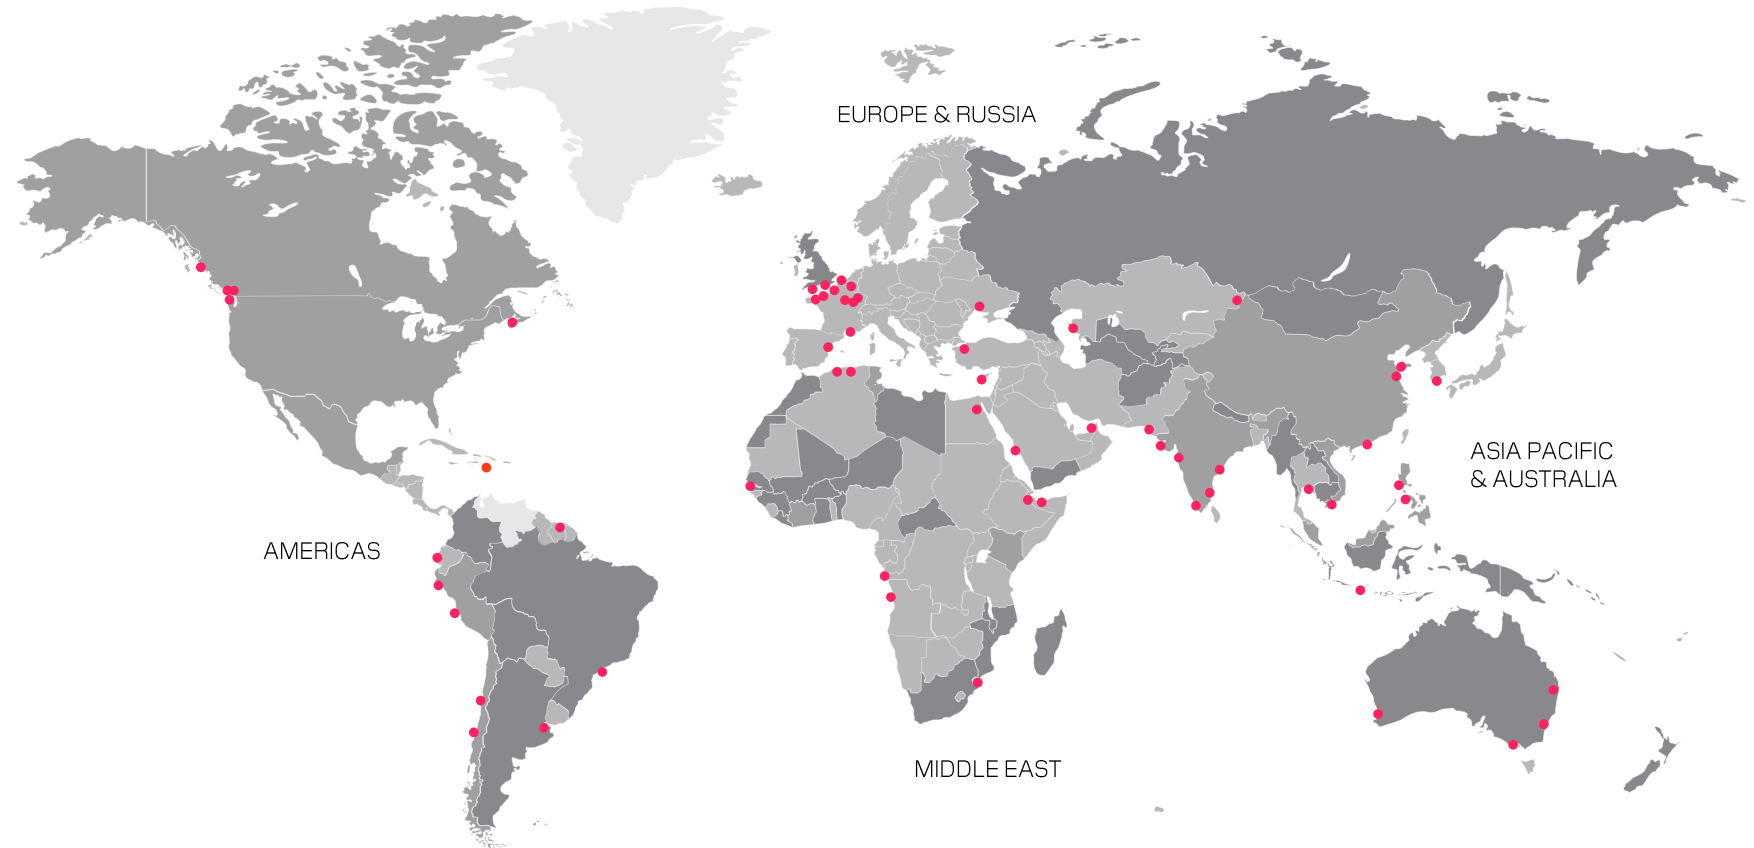 EUROPE & RUSSIA
ASIA PACIFIC
& AUSTRALIA
AMERICAS
MIDDLE EAST